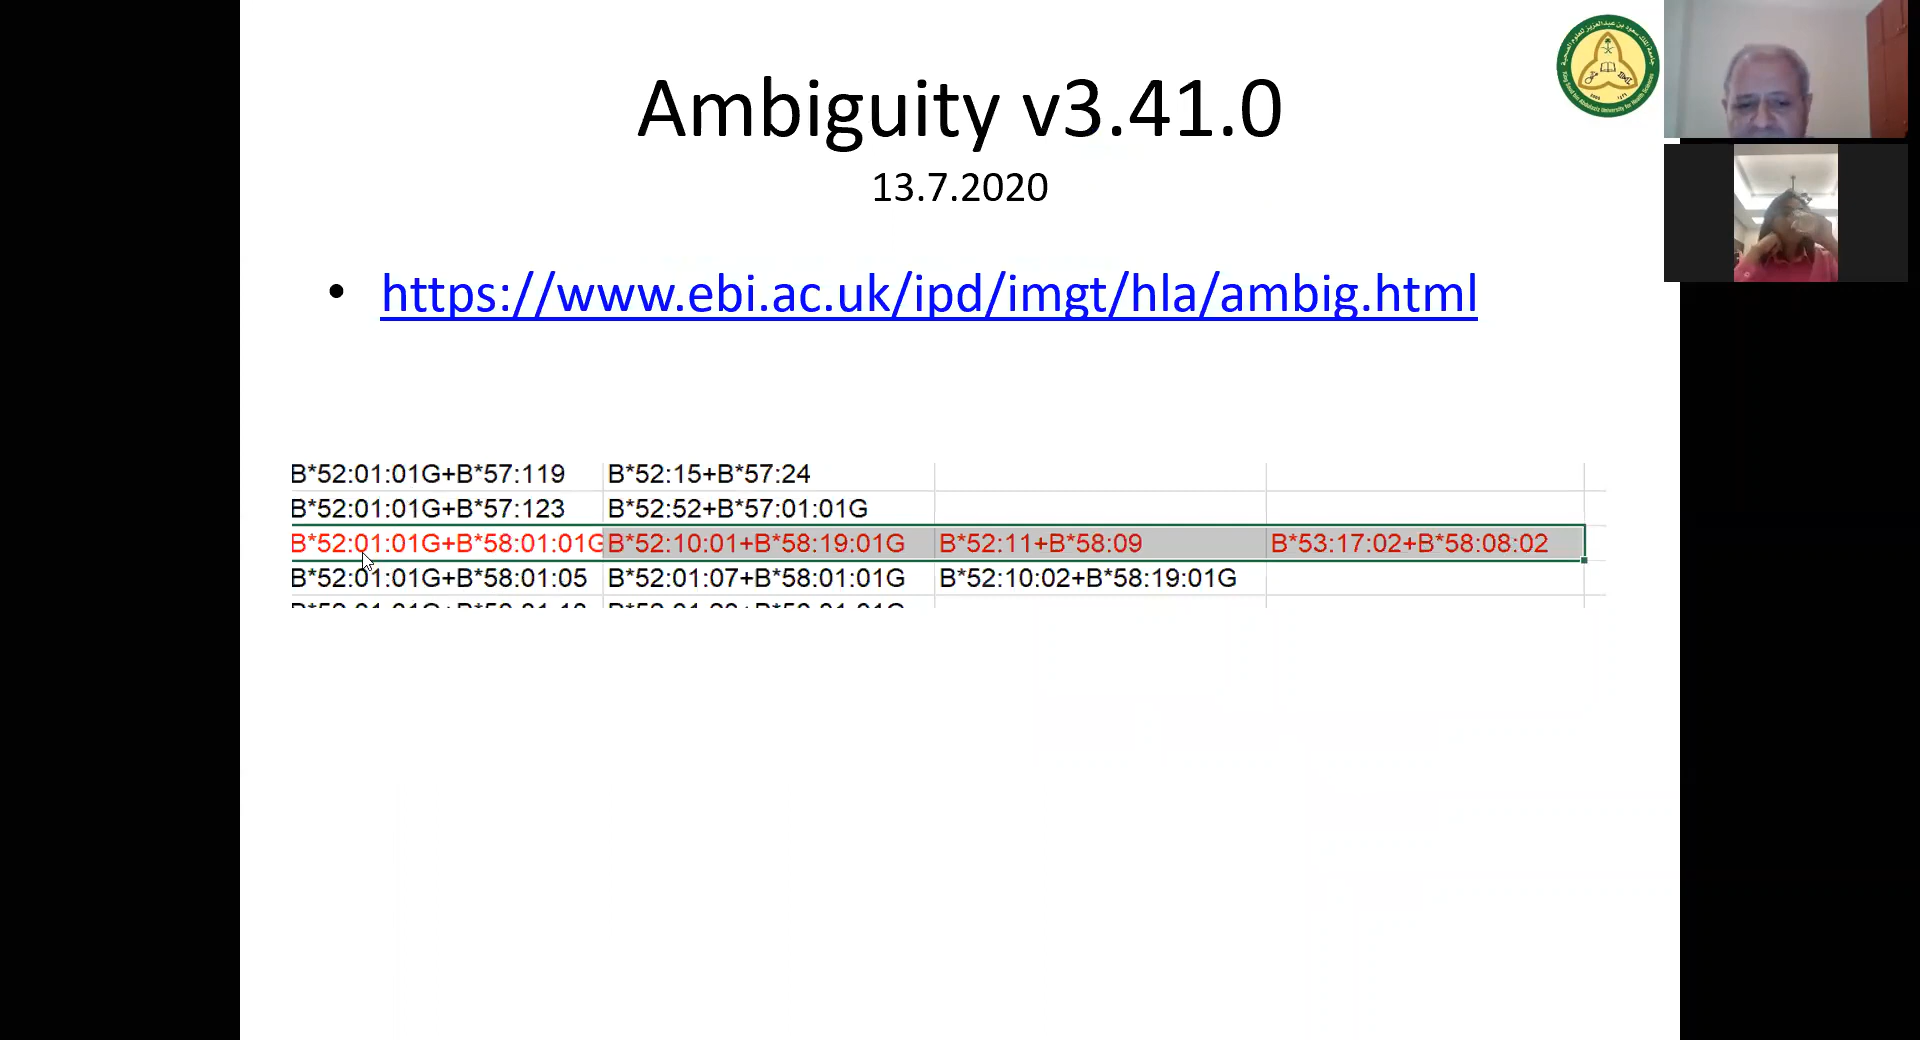 Ambiguity v3.41.0
13.7.2020
• https://www.ebi.ac.uk/ipd/imgt/hla/ambig.html
B*52:01:01G+B*57:119 B*52:15+B*57:24
B*52:01:01G+B*57:123 B*52:52+B*57:01:01G
B*52:01:01G+B*58:01:01G B*52:10:01+B*58:19:01G B*52:11+B*58:09 B*53:17:02+B*58:08:02
B*52:01:01G+B*58:01:05 B*52:01:07+B*58:01:01G B*52:10:02+B*58:19:01G